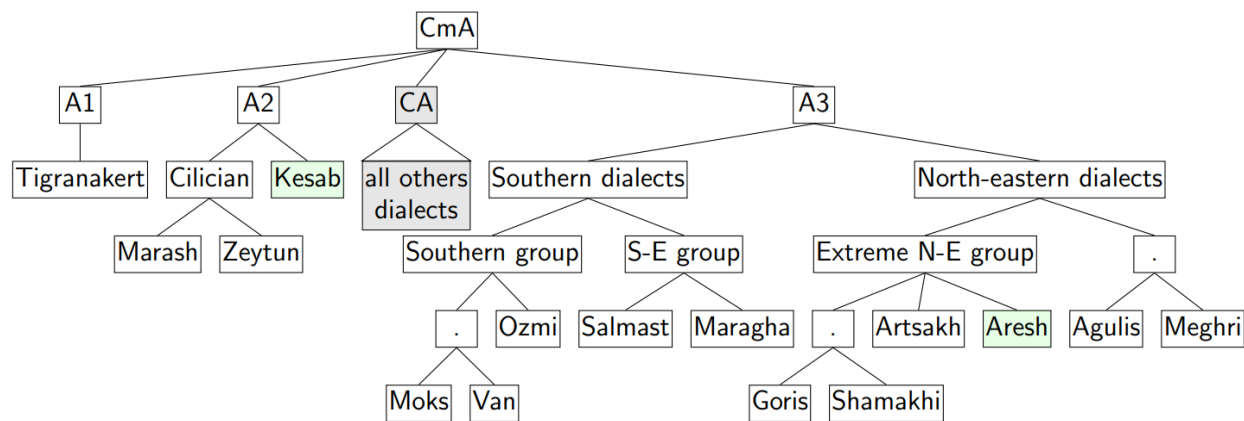 CmA
A1
A2
CA
A3
Tigranakert
Cilician
Kesab
all others
dialects
Southern dialects
North-eastern dialects
Marash
Zeytun
Southern group
S-E group
Extreme N-E group
.
.
Ozmi
Salmast
Maragha
.
Artsakh
Aresh
Agulis
Meghri
Moks
Van
Goris
Shamakhi